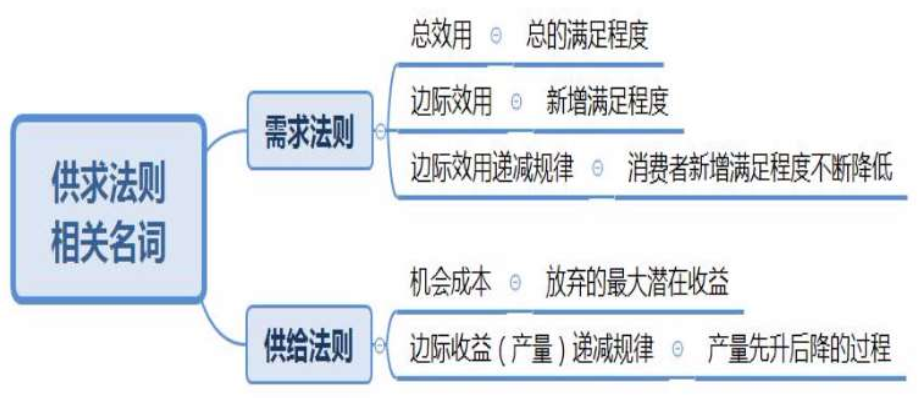 供求法则
相关名词
需求法则
总效用 总的满足程度
边际效用 新增满足程度
边际效用递减规律 消费者新增满足程度不断降低
供给法则
机会成本 放弃的最大潜在收益
边际收益（产量）递减规律 产量先升后降的过程